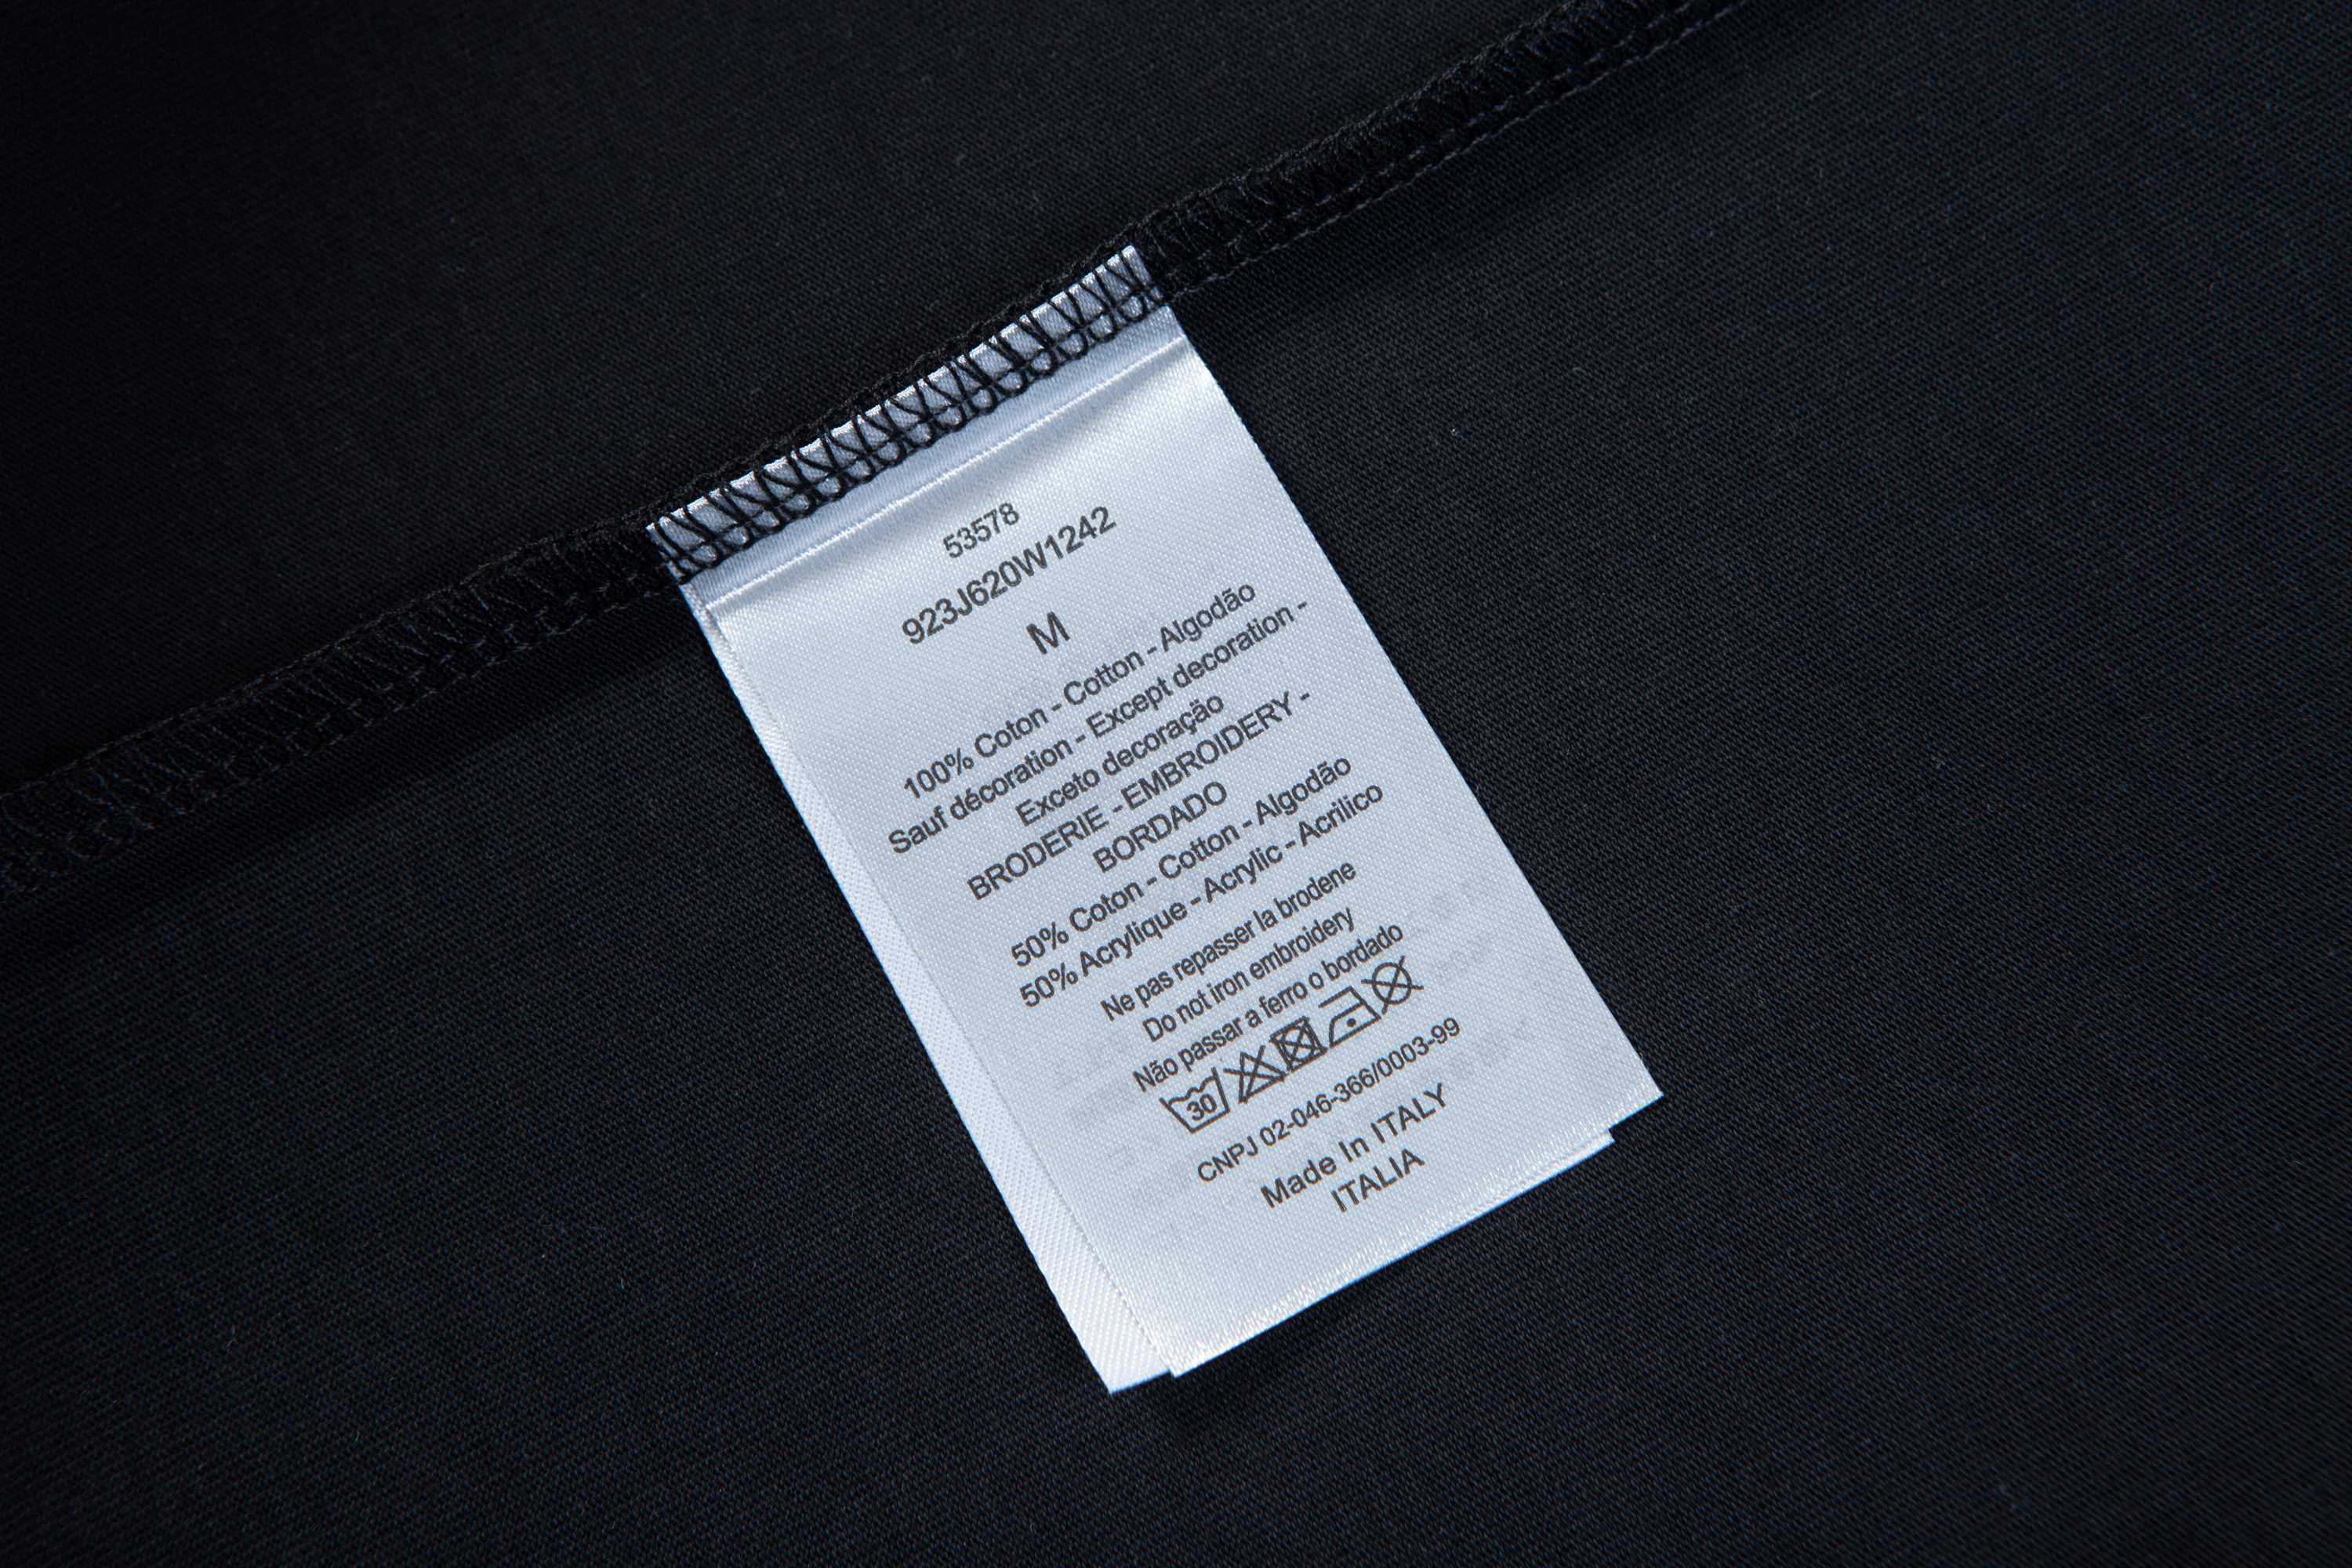 53578
923J620W1242
M
100% Coton - Cotton - Algodão
Sauf décoration - Except decoration -
Exceto decoração
BRODERIE - EMBROIDERY -
BORDADO
50% Coton - Cotton - Algodão
50% Acrylique - Acrylic - Acrilico
Ne pas repasser la brodene
Do not iron embroidery
Não passar a ferro o bordado
30
CNPJ 02-046-366/0003-99
Made In ITALY
ITALIA